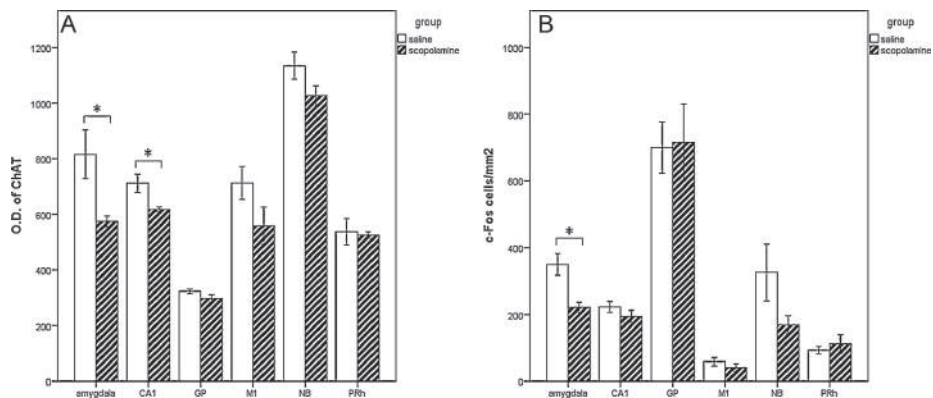 A
group
saline
scopolamine
1200
1000
800
600
400
200
0
O.D. of ChAT
*
*
amygdala CA1 GP M1 NB PRh
B
group
saline
scopolamine
1000
800
600
400
200
0
c-Fos cells/mm2
*
amygdala CA1 GP M1 NB PRh